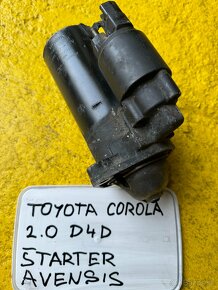 TOYOTA COROLA
2.0 D4D
STARTER
AVENSIS